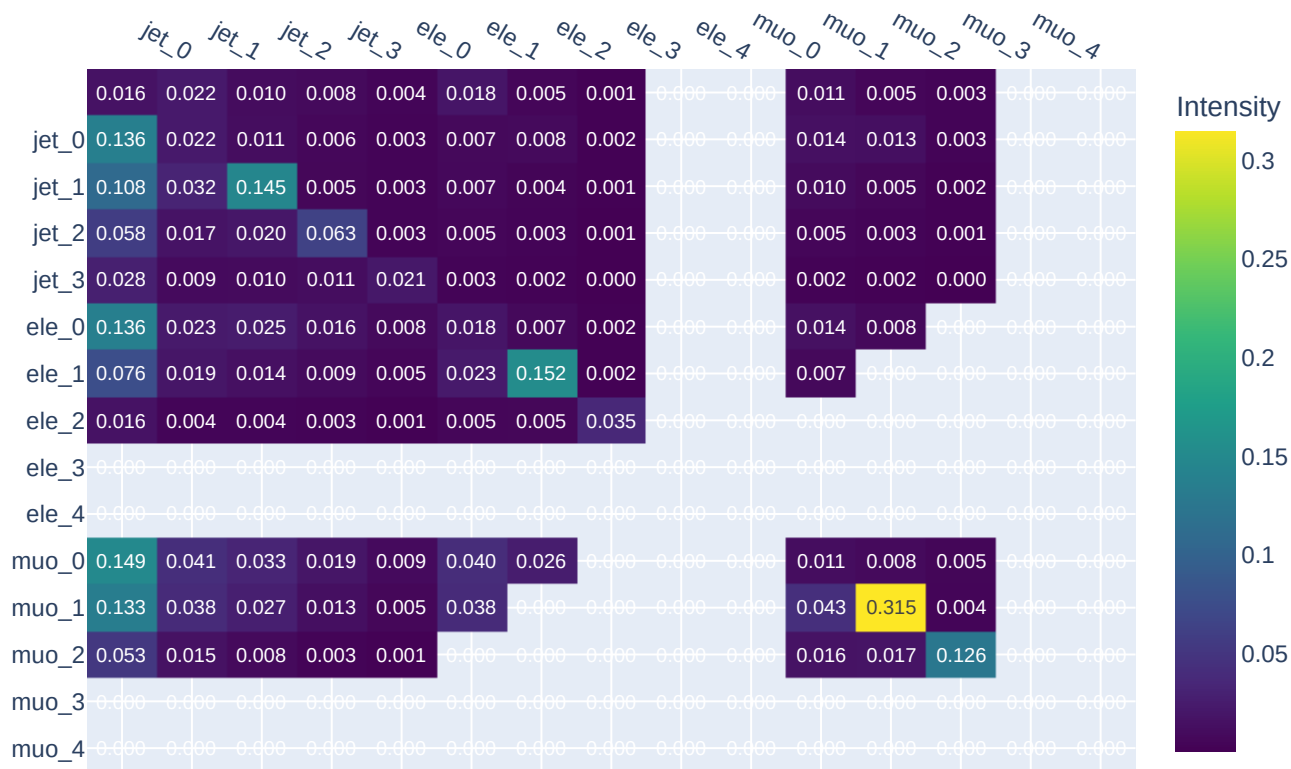 jet_0 jet_1 jet_2 jet_3 ele_0 ele_1 ele_2 ele_3 ele_4 muo_0 muo_1 muo_2 muo_3 muo_4
0.016 0.022 0.010 0.008 0.004 0.018 0.005 0.001 0.000 0.000 0.011 0.005 0.003 0.000 0.000
jet_0 0.136 0.022 0.011 0.006 0.003 0.007 0.008 0.002 0.000 0.000 0.014 0.013 0.003 0.000 0.000
jet_1 0.108 0.032 0.145 0.005 0.003 0.007 0.004 0.001 0.000 0.000 0.010 0.005 0.002 0.000 0.000
jet_2 0.058 0.017 0.020 0.063 0.003 0.005 0.003 0.001 0.000 0.000 0.005 0.003 0.001 0.000 0.000
jet_3 0.028 0.009 0.010 0.011 0.021 0.003 0.002 0.000 0.000 0.000 0.002 0.002 0.000 0.000 0.000
ele_0 0.136 0.023 0.025 0.016 0.008 0.018 0.007 0.002 0.000 0.000 0.014 0.008 0.000 0.000 0.000
ele_1 0.076 0.019 0.014 0.009 0.005 0.023 0.152 0.002 0.000 0.000 0.007 0.000 0.000 0.000 0.000
ele_2 0.016 0.004 0.004 0.003 0.001 0.005 0.005 0.035 0.000 0.000 0.000 0.000 0.000 0.000 0.000
ele_3 0.000 0.000 0.000 0.000 0.000 0.000 0.000 0.000 0.000 0.000 0.000 0.000 0.000 0.000 0.000
ele_4 0.000 0.000 0.000 0.000 0.000 0.000 0.000 0.000 0.000 0.000 0.000 0.000 0.000 0.000 0.000
muo_0 0.149 0.041 0.033 0.019 0.009 0.040 0.026 0.000 0.000 0.000 0.011 0.008 0.005 0.000 0.000
muo_1 0.133 0.038 0.027 0.013 0.005 0.038 0.000 0.000 0.000 0.000 0.043 0.315 0.004 0.000 0.000
muo_2 0.053 0.015 0.008 0.003 0.001 0.000 0.000 0.000 0.000 0.000 0.016 0.017 0.126 0.000 0.000
muo_3 0.000 0.000 0.000 0.000 0.000 0.000 0.000 0.000 0.000 0.000 0.000 0.000 0.000 0.000 0.000
muo_4 0.000 0.000 0.000 0.000 0.000 0.000 0.000 0.000 0.000 0.000 0.000 0.000 0.000 0.000 0.000
Intensity
0.3
0.25
0.2
0.15
0.1
0.05